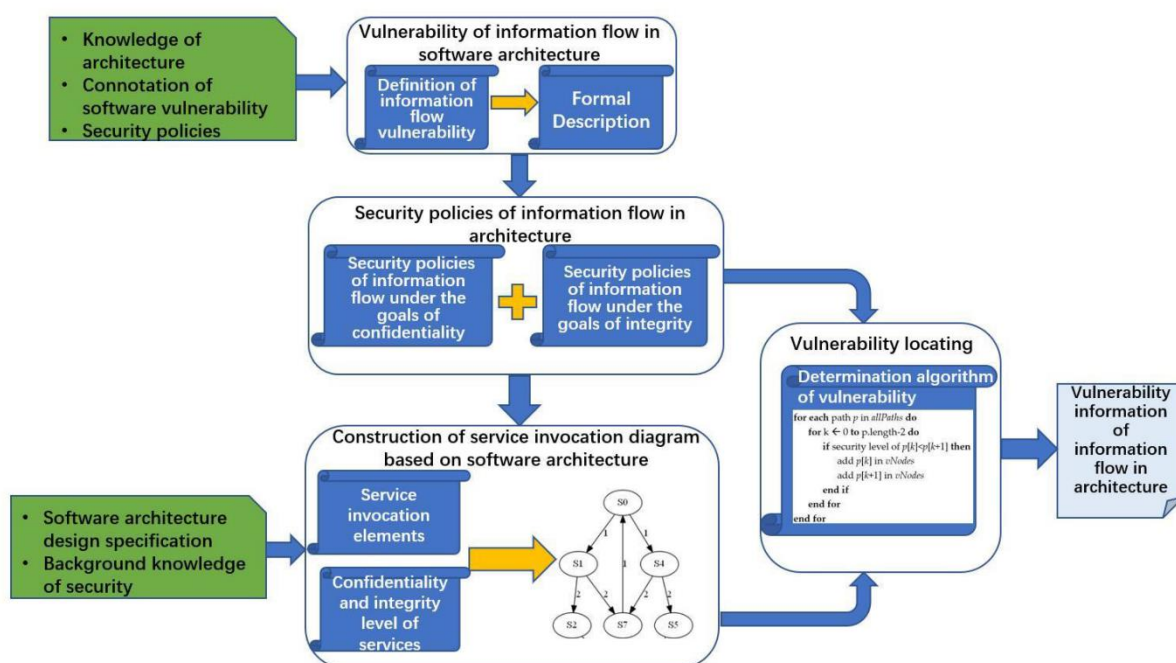 • Knowledge of
architecture
• Connotation of
software vulnerability
• Security policies
Vulnerability of information flow in
software architecture
Definition of
information
flow
vulnerability
Formal
Description
Security policies of information flow in
architecture
Security policies
of information
flow under the
goals of
confidentiality
Security policies
of information
flow under the
goals of integrity
Vulnerability locating
Determination algorithm
of vulnerability
for each path p in allPaths do
for k ← 0 to p.length-2 do
if security level of p[k]<p[k+1] then
add p[k] in vNodes
add p[k+1] in vNodes
end if
end for
end for
Vulnerability
information
of
information
flow in
architecture
• Software architecture
design specification
• Background knowledge
of security
Construction of service invocation diagram
based on software architecture
Service
invocation
elements
Confidentiality
and integrity
level of
services
S0
1 1
S1 1 S4
2 2 2 2
S2 S7 S5